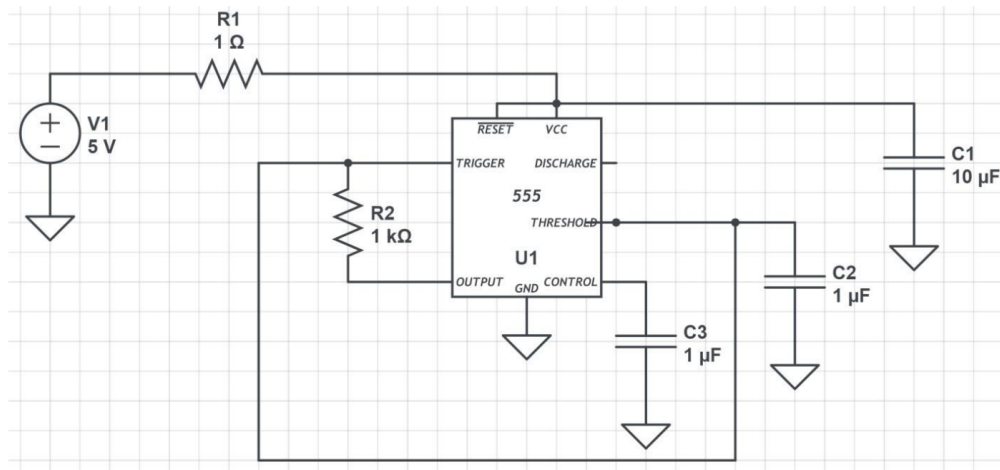 R1
1 Ω
V1
5 V
RESET
VCC
TRIGGER
DISCHARGE
555
THRESHOLD
R2
1 kΩ
U1
OUTPUT
GND
CONTROL
C1
10 µF
C2
1 µF
C3
1 µF